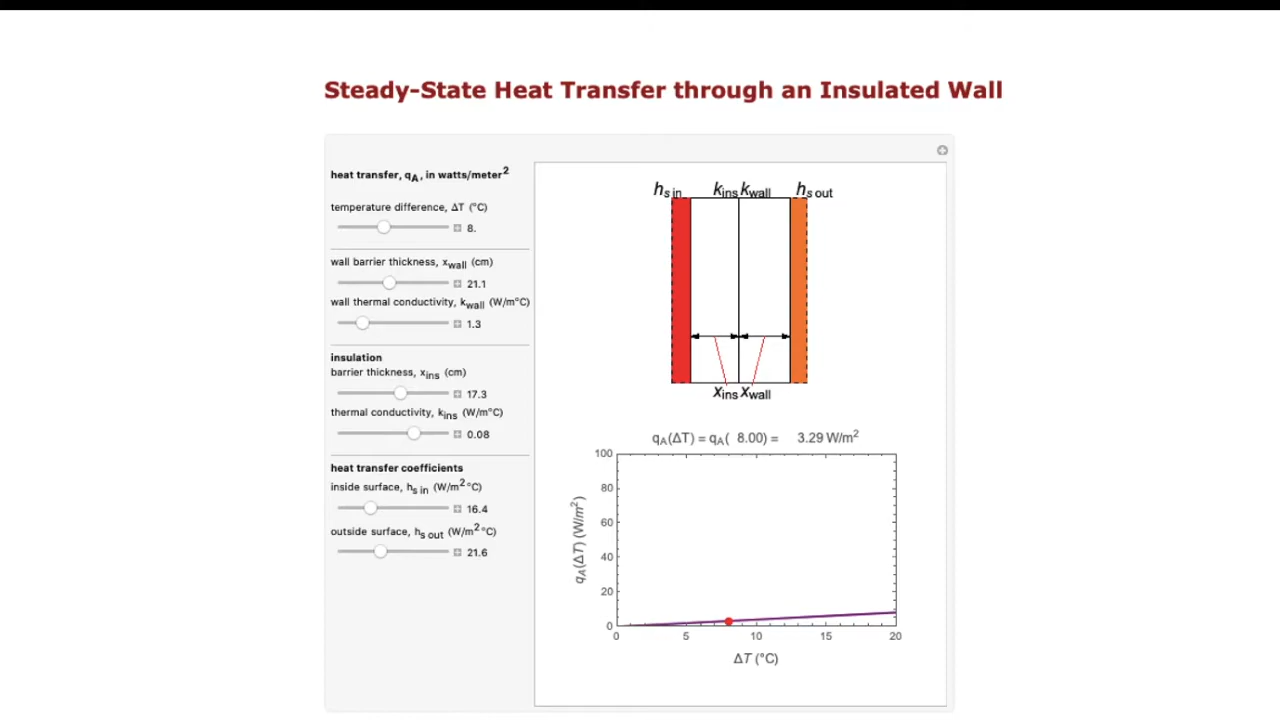 Steady-State Heat Transfer through an Insulated Wall
heat transfer, qA, in watts/meter²
temperature difference, ΔT (°C)
8.
wall barrier thickness, xwall (cm)
21.1
wall thermal conductivity, kwall (W/m°C)
1.3
insulation
barrier thickness, xins (cm)
17.3
thermal conductivity, kins (W/m°C)
0.08
heat transfer coefficients
inside surface, hs in (W/m²°C)
16.4
outside surface, hs out (W/m²°C)
21.6
hs in kins kwall hs out
xins xwall
qA(ΔT) = qA( 8.00) = 3.29 W/m²
qA(ΔT) (W/m²)
100
80
60
40
20
0
0 5 10 15 20
ΔT (°C)